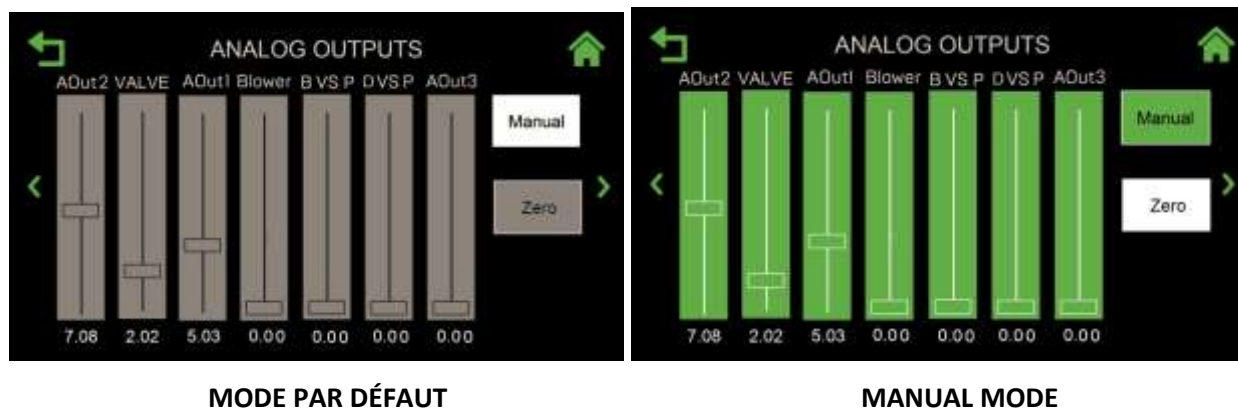 ANALOG OUTPUTS
AOut2 VALVE AOut1 Blower B VS P D VS P AOut3
Manual
Zero
7.08 2.02 5.03 0.00 0.00 0.00 0.00
MODE PAR DÉFAUT
ANALOG OUTPUTS
AOut2 VALVE AOut1 Blower B VS P D VS P AOut3
Manual
Zero
7.08 2.02 5.03 0.00 0.00 0.00 0.00
MANUAL MODE